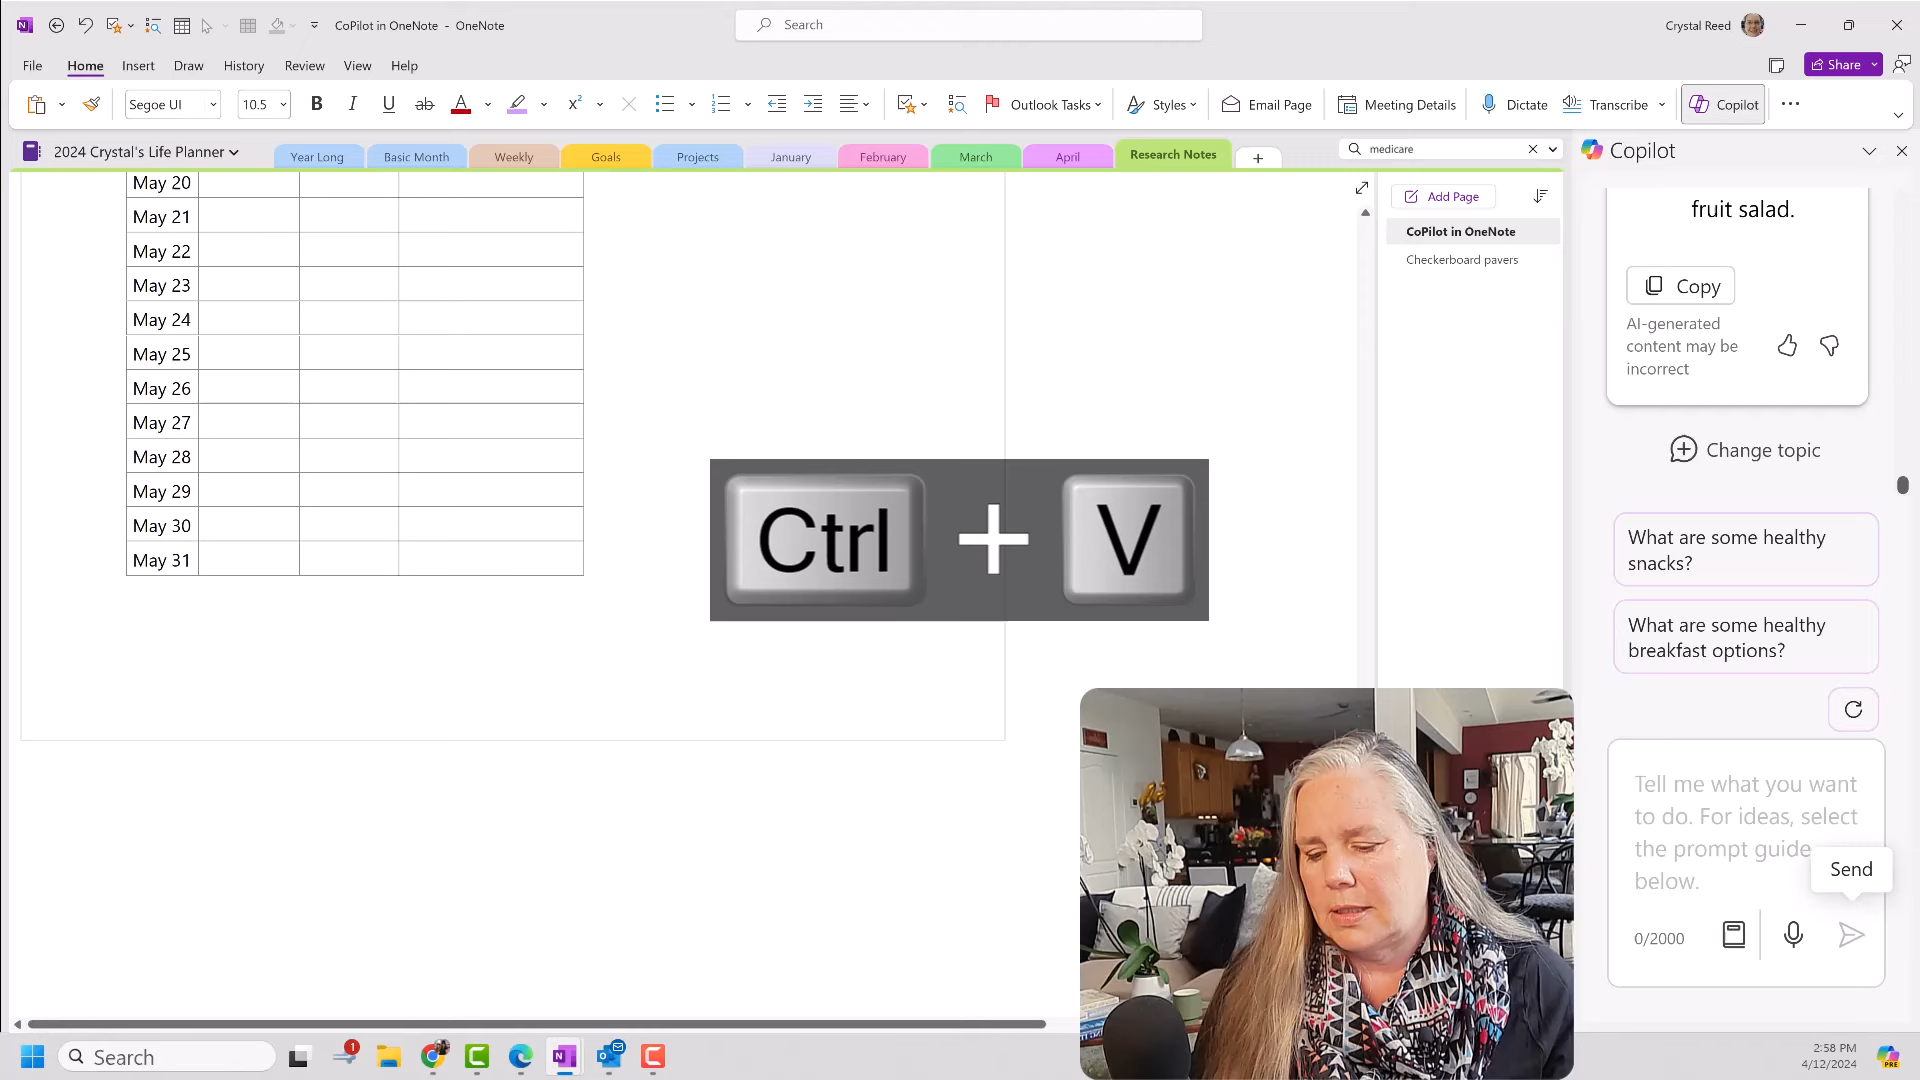 CoPilot in OneNote - OneNote
Search
Crystal Reed
File
Home
Insert
Draw
History
Review
View
Help
Share
Segoe UI
10.5
B
I
U
ab
A
x²
Outlook Tasks
Styles
Email Page
Meeting Details
Dictate
Transcribe
Copilot
2024 Crystal's Life Planner
Year Long
Basic Month
Weekly
Goals
Projects
January
February
March
April
Research Notes
+
medicare
Copilot
May 20
May 21
May 22
May 23
May 24
May 25
May 26
May 27
May 28
May 29
May 30
May 31
Ctrl + V
Add Page
CoPilot in OneNote
Checkerboard pavers
fruit salad.
Copy
AI-generated
content may be
incorrect
Change topic
What are some healthy
snacks?
What are some healthy
breakfast options?
Tell me what you want
to do. For ideas, select
the prompt guide
below.
Send
0/2000
Search
1
2:58 PM
4/12/2024
PRE